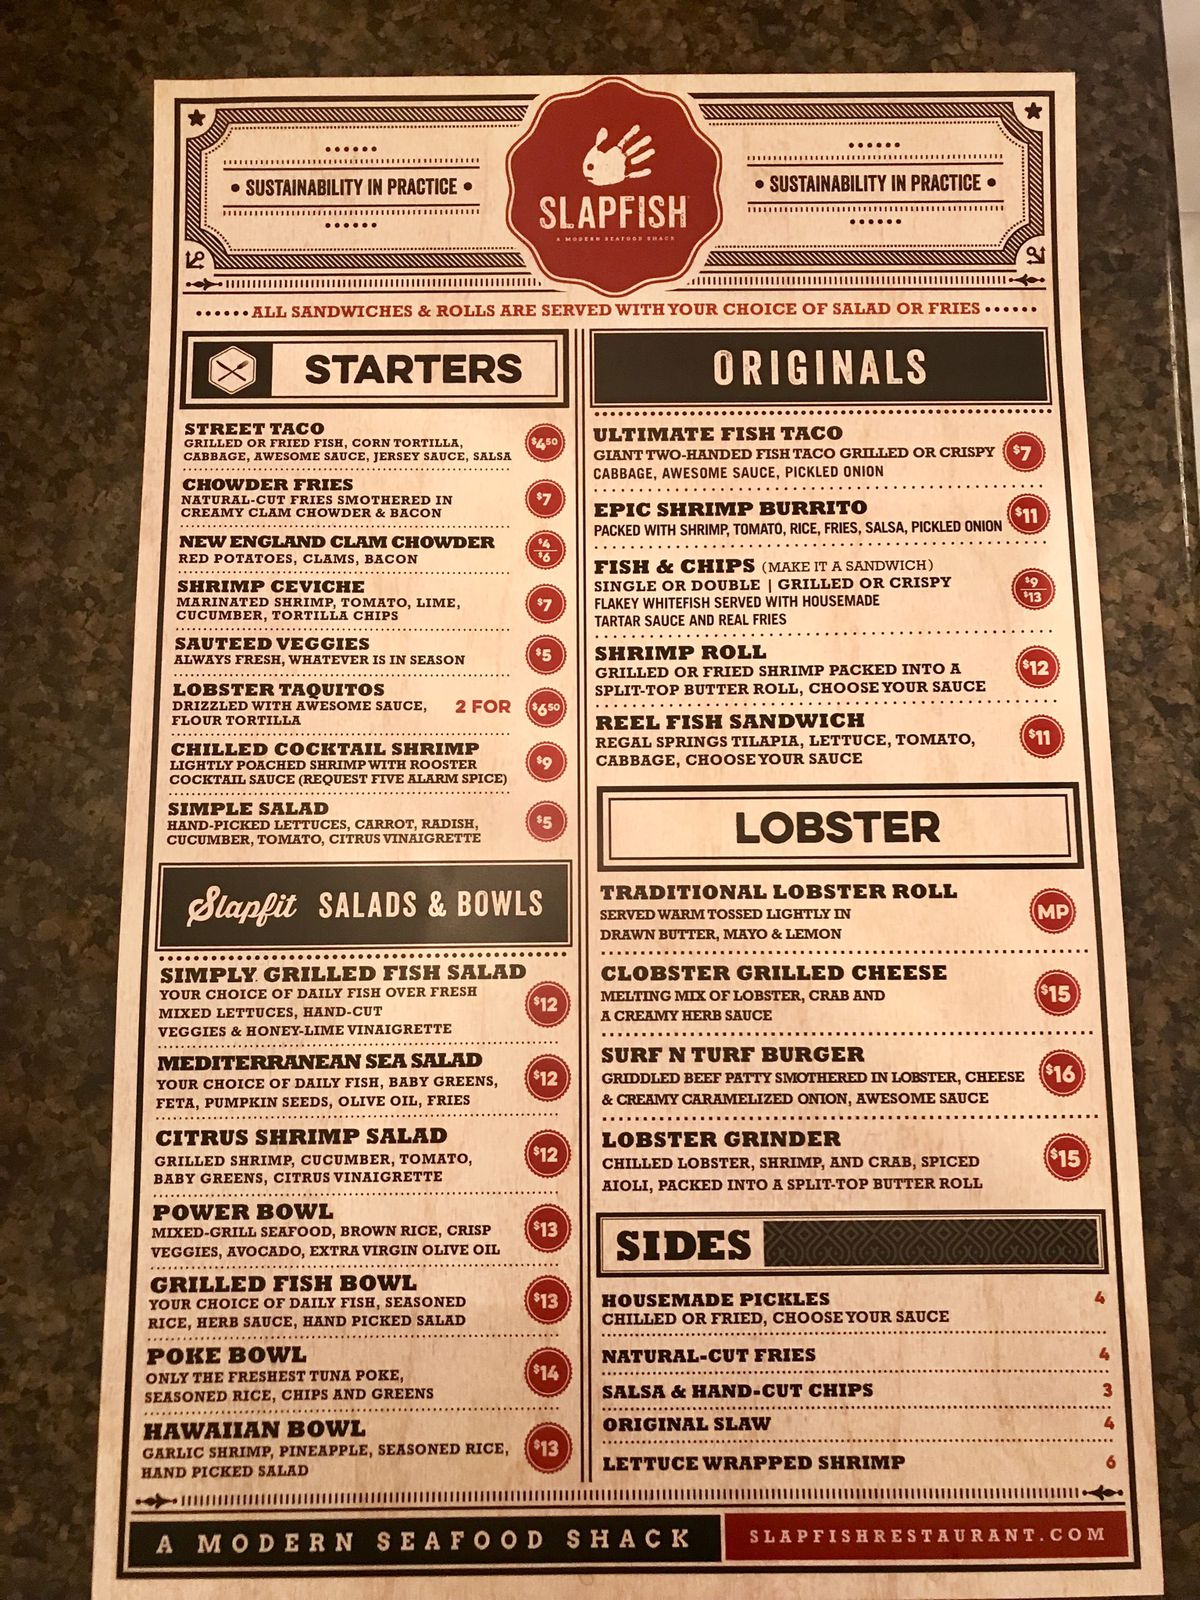 SUSTAINABILITY IN PRACTICE
SLAPFISH
A MODERN SEAFOOD SHACK
SUSTAINABILITY IN PRACTICE
ALL SANDWICHES & ROLLS ARE SERVED WITH YOUR CHOICE OF SALAD OR FRIES
STARTERS
STREET TACO
GRILLED OR FRIED FISH, CORN TORTILLA,
CABBAGE, AWESOME SAUCE, JERSEY SAUCE, SALSA
$4.50
CHOWDER FRIES
NATURAL-CUT FRIES SMOTHERED IN
CREAMY CLAM CHOWDER & BACON
$7
NEW ENGLAND CLAM CHOWDER
RED POTATOES, CLAMS, BACON
$4
$6
SHRIMP CEVICHE
MARINATED SHRIMP, TOMATO, LIME,
CUCUMBER, TORTILLA CHIPS
$7
SAUTEED VEGGIES
ALWAYS FRESH, WHATEVER IS IN SEASON
$5
LOBSTER TAQUITOS
DRIZZLED WITH AWESOME SAUCE,
FLOUR TORTILLA
2 FOR $650
CHILLED COCKTAIL SHRIMP
LIGHTLY POACHED SHRIMP WITH ROOSTER
COCKTAIL SAUCE (REQUEST FIVE ALARM SPICE)
$9
SIMPLE SALAD
HAND-PICKED LETTUCES, CARROT, RADISH,
CUCUMBER, TOMATO, CITRUS VINAIGRETTE
$5
Slapfit SALADS & BOWLS
SIMPLY GRILLED FISH SALAD
YOUR CHOICE OF DAILY FISH OVER FRESH
MIXED LETTUCES, HAND-CUT
VEGGIES & HONEY-LIME VINAIGRETTE
$12
MEDITERRANEAN SEA SALAD
YOUR CHOICE OF DAILY FISH, BABY GREENS,
FETA, PUMPKIN SEEDS, OLIVE OIL, FRIES
$12
CITRUS SHRIMP SALAD
GRILLED SHRIMP, CUCUMBER, TOMATO,
BABY GREENS, CITRUS VINAIGRETTE
$12
POWER BOWL
MIXED-GRILL SEAFOOD, BROWN RICE, CRISP
VEGGIES, AVOCADO, EXTRA VIRGIN OLIVE OIL
$13
GRILLED FISH BOWL
YOUR CHOICE OF DAILY FISH, SEASONED
RICE, HERB SAUCE, HAND PICKED SALAD
$13
POKE BOWL
ONLY THE FRESHEST TUNA POKE,
SEASONED RICE, CHIPS AND GREENS
$14
HAWAIIAN BOWL
GARLIC SHRIMP, PINEAPPLE, SEASONED RICE,
HAND PICKED SALAD
$13
ORIGINALS
ULTIMATE FISH TACO
GIANT TWO-HANDED FISH TACO GRILLED OR CRISPY
CABBAGE, AWESOME SAUCE, PICKLED ONION
$7
EPIC SHRIMP BURRITO
PACKED WITH SHRIMP, TOMATO, RICE, FRIES, SALSA, PICKLED ONION
$11
FISH & CHIPS (MAKE IT A SANDWICH)
SINGLE OR DOUBLE | GRILLED OR CRISPY
FLAKEY WHITEFISH SERVED WITH HOUSEMADE
TARTAR SAUCE AND REAL FRIES
$9
$13
SHRIMP ROLL
GRILLED OR FRIED SHRIMP PACKED INTO A
SPLIT-TOP BUTTER ROLL, CHOOSE YOUR SAUCE
$12
REEL FISH SANDWICH
REGAL SPRINGS TILAPIA, LETTUCE, TOMATO,
CABBAGE, CHOOSE YOUR SAUCE
$11
LOBSTER
TRADITIONAL LOBSTER ROLL
SERVED WARM TOSSED LIGHTLY IN
DRAWN BUTTER, MAYO & LEMON
MP
CLOBSTER GRILLED CHEESE
MELTING MIX OF LOBSTER, CRAB AND
A CREAMY HERB SAUCE
$15
SURF N TURF BURGER
GRIDDLED BEEF PATTY SMOTHERED IN LOBSTER, CHEESE
& CREAMY CARAMELIZED ONION, AWESOME SAUCE
$16
LOBSTER GRINDER
CHILLED LOBSTER, SHRIMP, AND CRAB, SPICED
AIOLI, PACKED INTO A SPLIT-TOP BUTTER ROLL
$15
SIDES
HOUSEMADE PICKLES 4
CHILLED OR FRIED, CHOOSE YOUR SAUCE
NATURAL-CUT FRIES 4
SALSA & HAND-CUT CHIPS 3
ORIGINAL SLAW 4
LETTUCE WRAPPED SHRIMP 6
A MODERN SEAFOOD SHACK
SLAPFISHRESTAURANT.COM